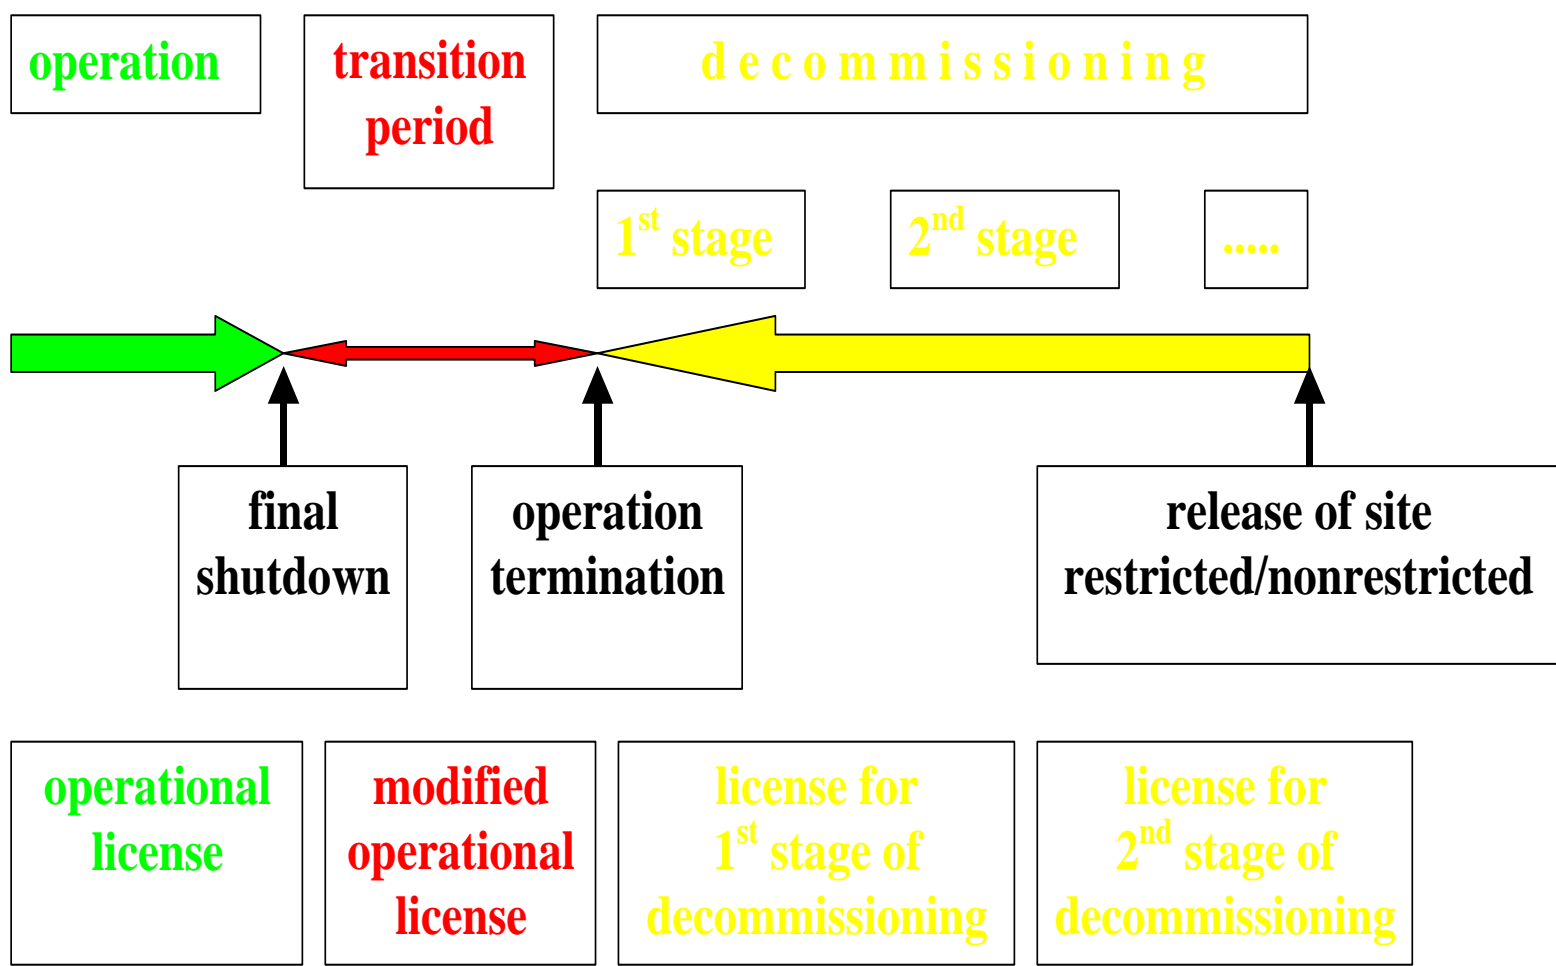 operation
transition
period
d e c o m m i s s i o n i n g
1st stage
2nd stage
.....
final
shutdown
operation
termination
release of site
restricted/nonrestricted
operational
license
modified
operational
license
license for
1st stage of
decommissioning
license for
2nd stage of
decommissioning